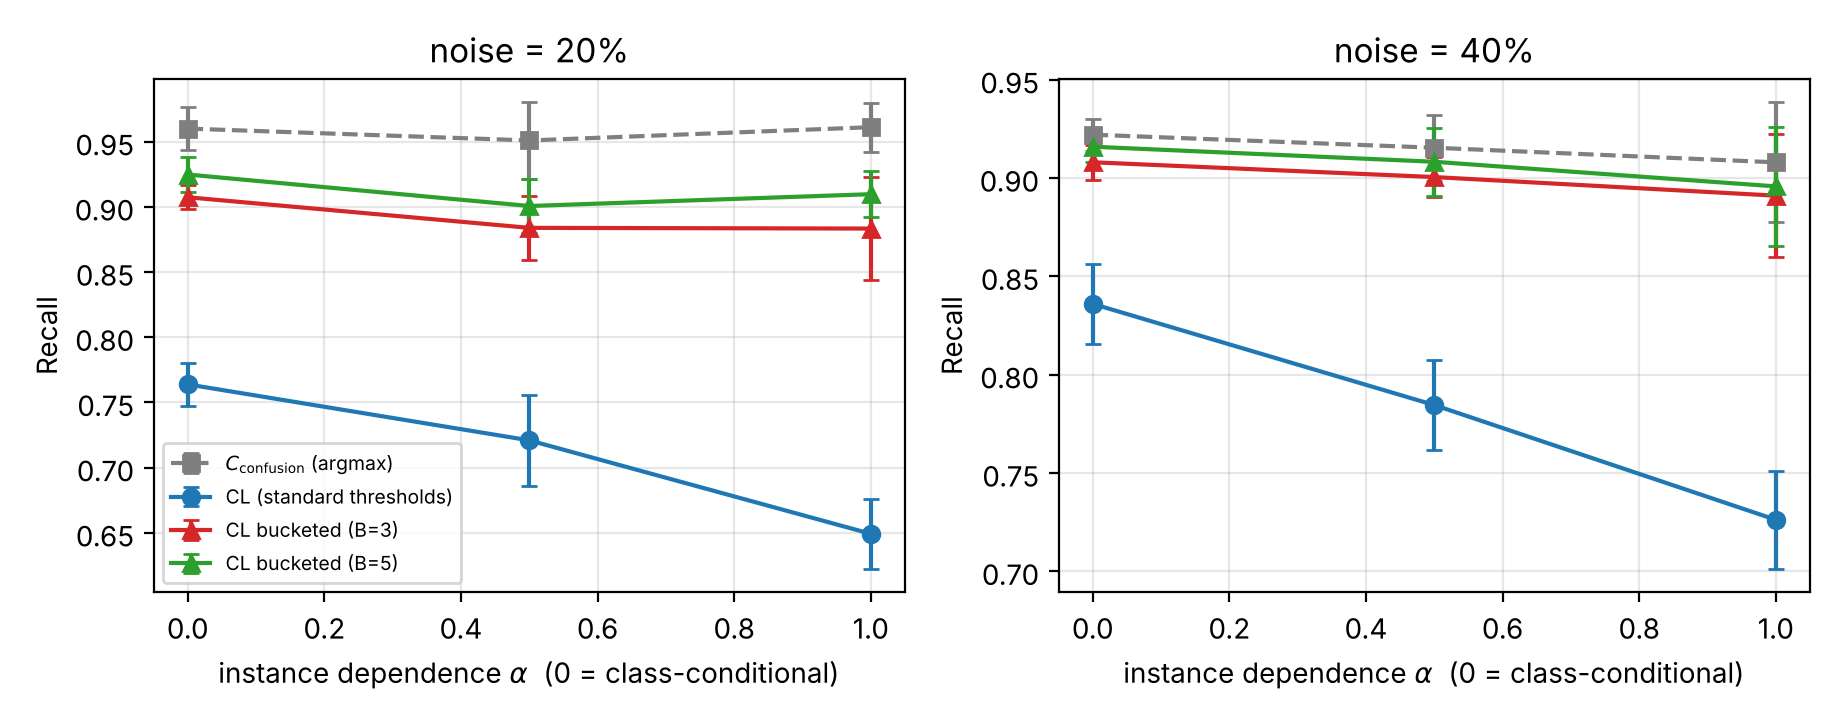 noise = 20%
0.95
0.90
0.85
0.80
0.75
0.70
0.65
Recall
C_confusion (argmax)
CL (standard thresholds)
CL bucketed (B=3)
CL bucketed (B=5)
0.0 0.2 0.4 0.6 0.8 1.0
instance dependence α (0 = class-conditional)
noise = 40%
0.95
0.90
0.85
0.80
0.75
0.70
Recall
0.0 0.2 0.4 0.6 0.8 1.0
instance dependence α (0 = class-conditional)